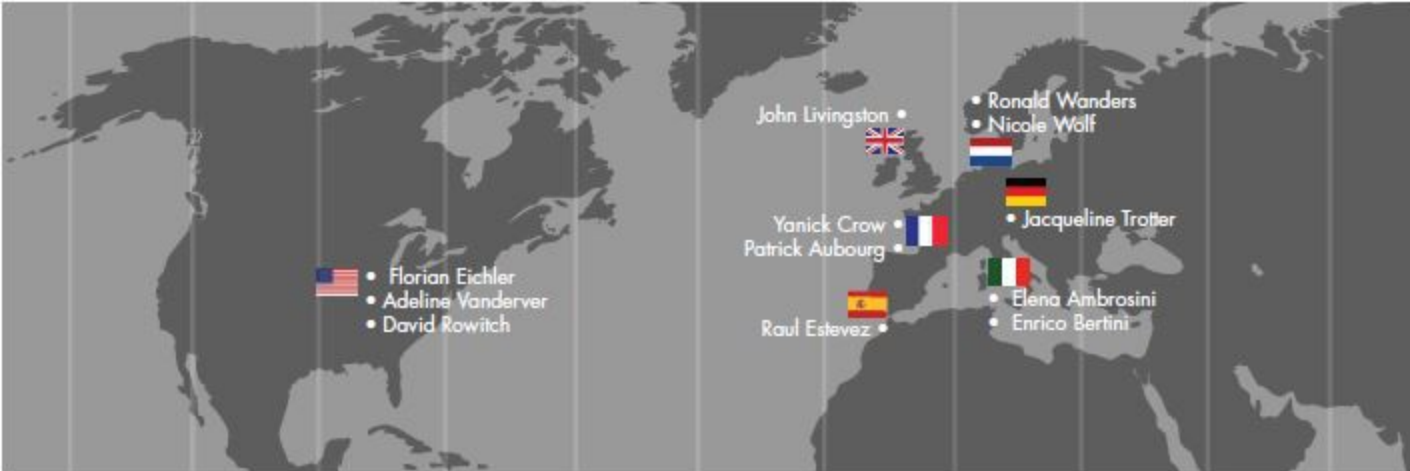 John Livingston
Ronald Wanders
Nicole Wolf
Jacqueline Trotter
Yanick Crow
Patrick Aubourg
Florian Eichler
Adeline Vanderver
David Rowitch
Elena Ambrosini
Enrico Bertini
Raul Estevez